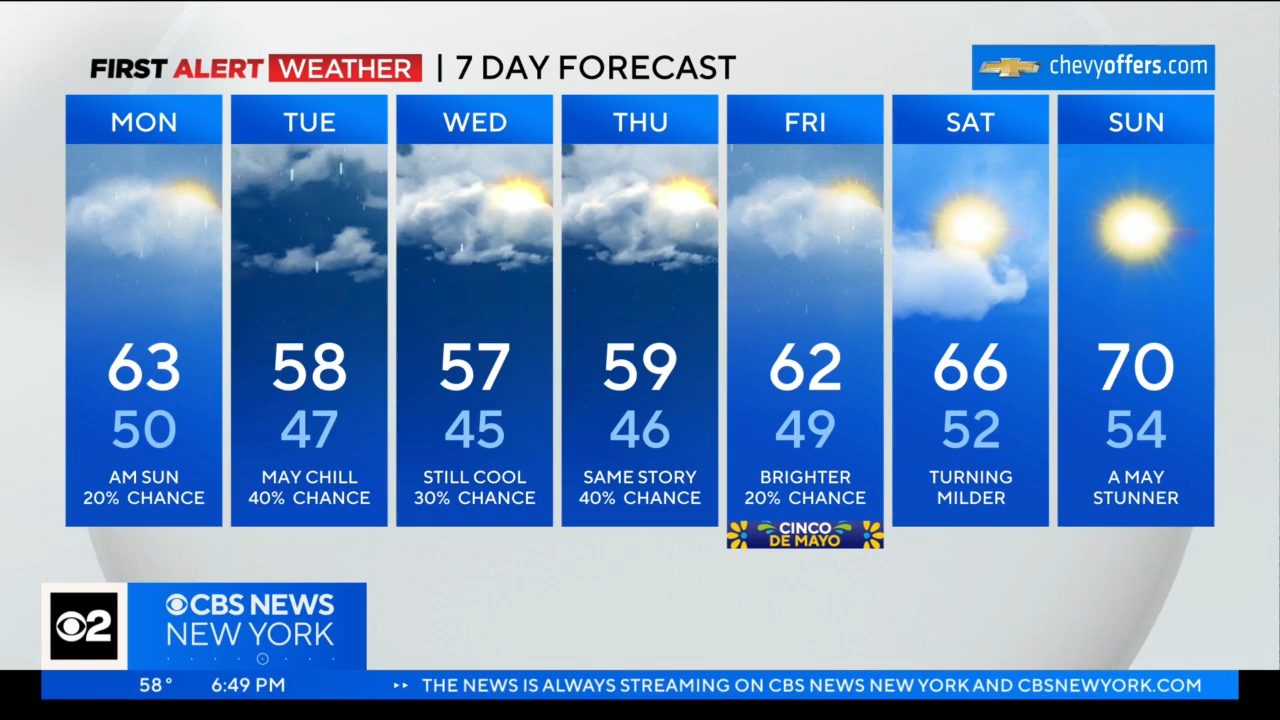 FIRST ALERT WEATHER | 7 DAY FORECAST
chevyoffers.com
MON
TUE
WED
THU
FRI
SAT
SUN
63
58
57
59
62
66
70
50
47
45
46
49
52
54
AM SUN
20% CHANCE
MAY CHILL
40% CHANCE
STILL COOL
30% CHANCE
SAME STORY
40% CHANCE
BRIGHTER
20% CHANCE
TURNING
MILDER
A MAY
STUNNER
CINCO
DE MAYO
2
CBS NEWS
NEW YORK
58° 6:49 PM THE NEWS IS ALWAYS STREAMING ON CBS NEWS NEW YORK AND CBSNEWYORK.COM